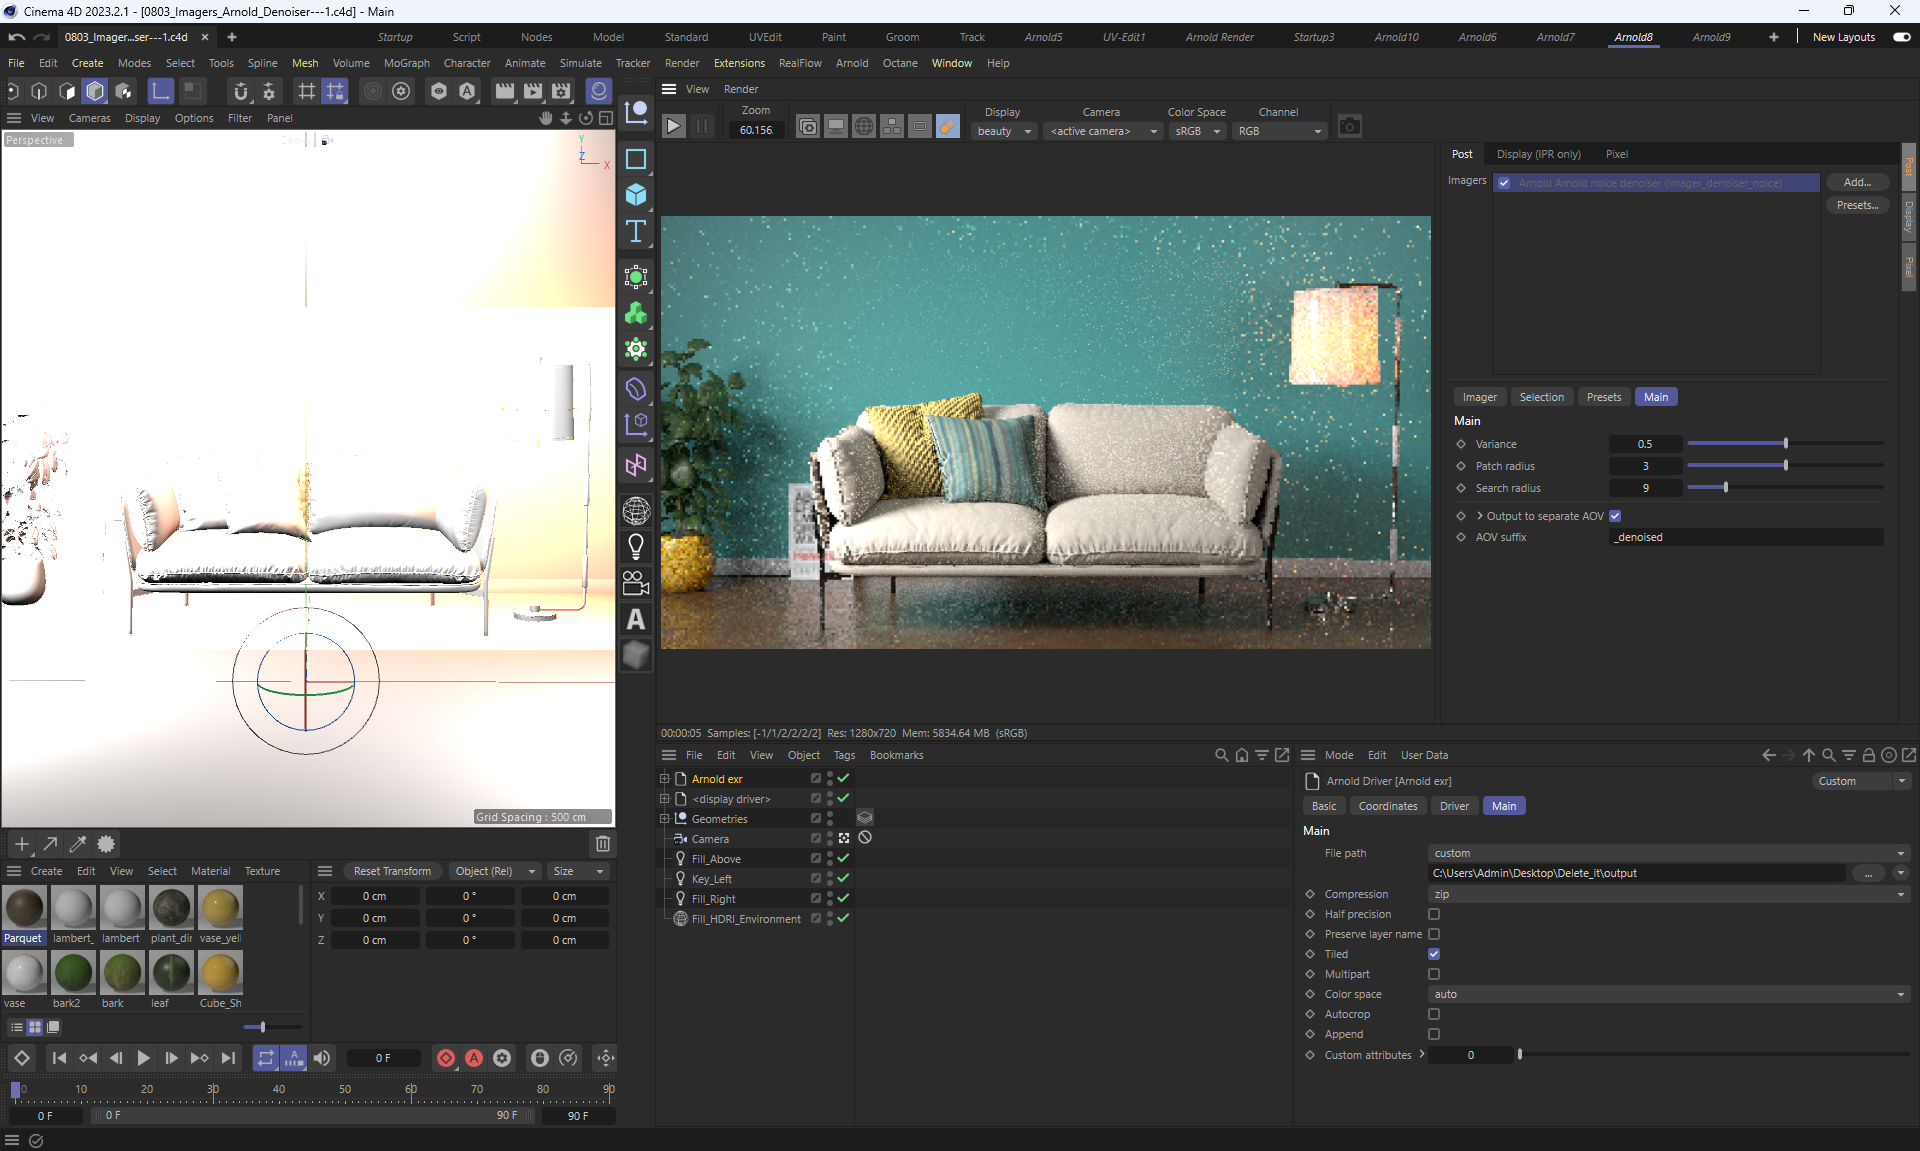 Cinema 4D 2023.2.1 - [0803_Imagers_Arnold_Denoiser---1.c4d] - Main
0803_Imager...ser---1.c4d
Startup Script Nodes Model Standard UVEdit Paint Groom Track Arnold5 UV-Edit1 Arnold Render Startup3 Arnold10 Arnold6 Arnold7 Arnold8 Arnold9 New Layouts
File Edit Create Modes Select Tools Spline Mesh Volume MoGraph Character Animate Simulate Tracker Render Extensions RealFlow Arnold Octane Window Help
View Render
Zoom Display Camera Color Space Channel
60.156 beauty <active camera> sRGB RGB
View Cameras Display Options Filter Panel
Perspective
Y
Z
X
Grid Spacing : 500 cm
Post Display (IPR only) Pixel
Imagers Arnold Arnold noice denoiser (imager_denoiser_noice) Add...
Presets...
Post
Display
Pixel
Imager Selection Presets Main
Main
Variance 0.5
Patch radius 3
Search radius 9
Output to separate AOV
AOV suffix _denoised
00:00:05 Samples: [-1/1/2/2/2/2] Res: 1280x720 Mem: 5834.64 MB (sRGB)
File Edit View Object Tags Bookmarks
Arnold exr
<display driver>
Geometries
Camera
Fill_Above
Key_Left
Fill_Right
Fill_HDRI_Environment
Mode Edit User Data
Arnold Driver [Arnold exr] Custom
Basic Coordinates Driver Main
Main
File path custom
C:\Users\Admin\Desktop\Delete_it\output ...
Compression zip
Half precision
Preserve layer name
Tiled
Multipart
Color space auto
Autocrop
Append
Custom attributes 0
Create Edit View Select Material Texture
Parquet lambert_ lambert plant_dir vase_yell
vase bark2 bark leaf Cube_Sh
Reset Transform Object (Rel) Size
X 0 cm 0 ° 0 cm
Y 0 cm 0 ° 0 cm
Z 0 cm 0 ° 0 cm
0 F
0 10 20 30 40 50 60 70 80 90
0 F 0 F 90 F 90 F